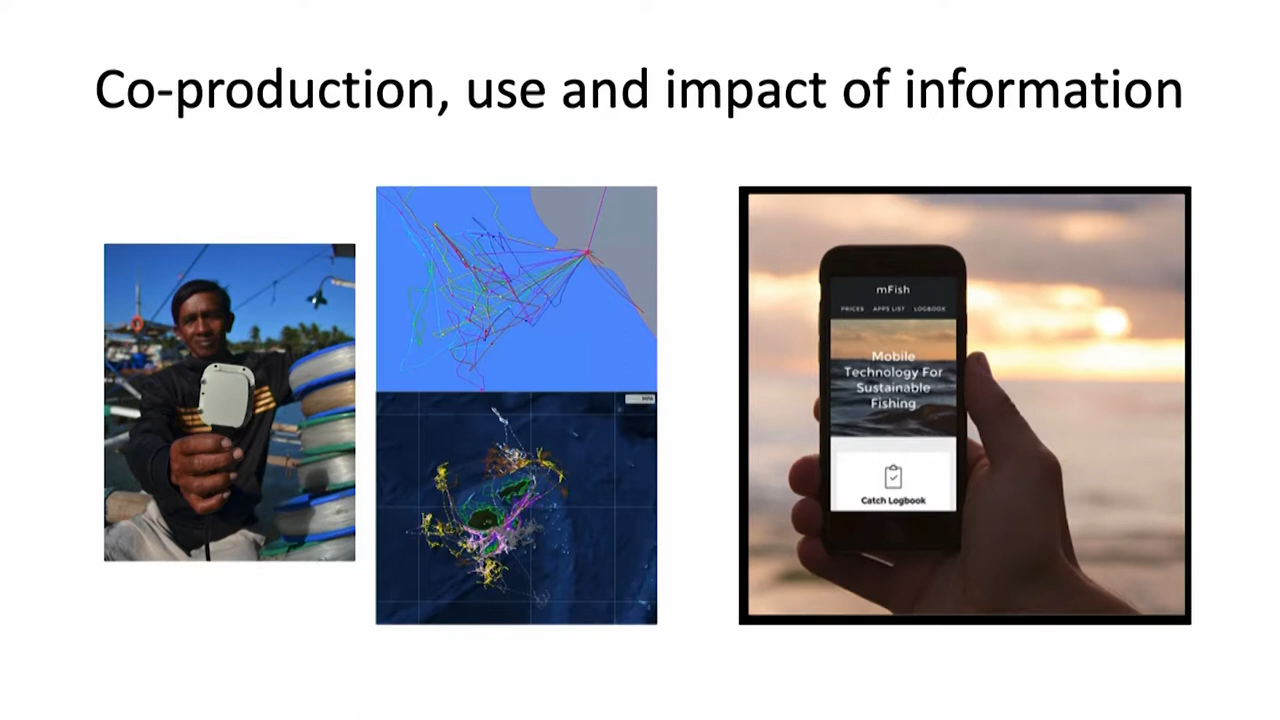 Co-production, use and impact of information
mFish
PRICES APPS LIST LOGBOOK
Mobile
Technology For
Sustainable
Fishing
Catch Logbook